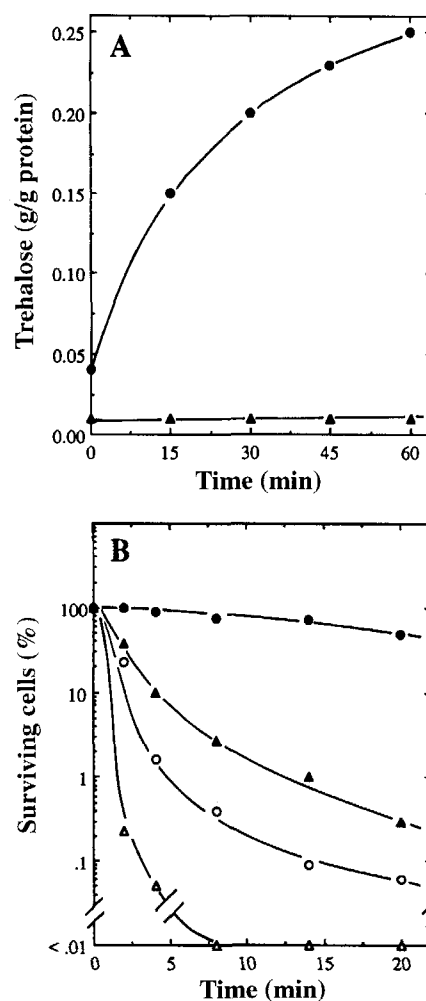 A
0.25
0.20
0.15
0.10
0.05
0.00
Trehalose (g/g protein)
0 15 30 45 60
Time (min)
B
100
10
1
.1
< .01
Surviving cells (%)
0 5 10 15 20
Time (min)